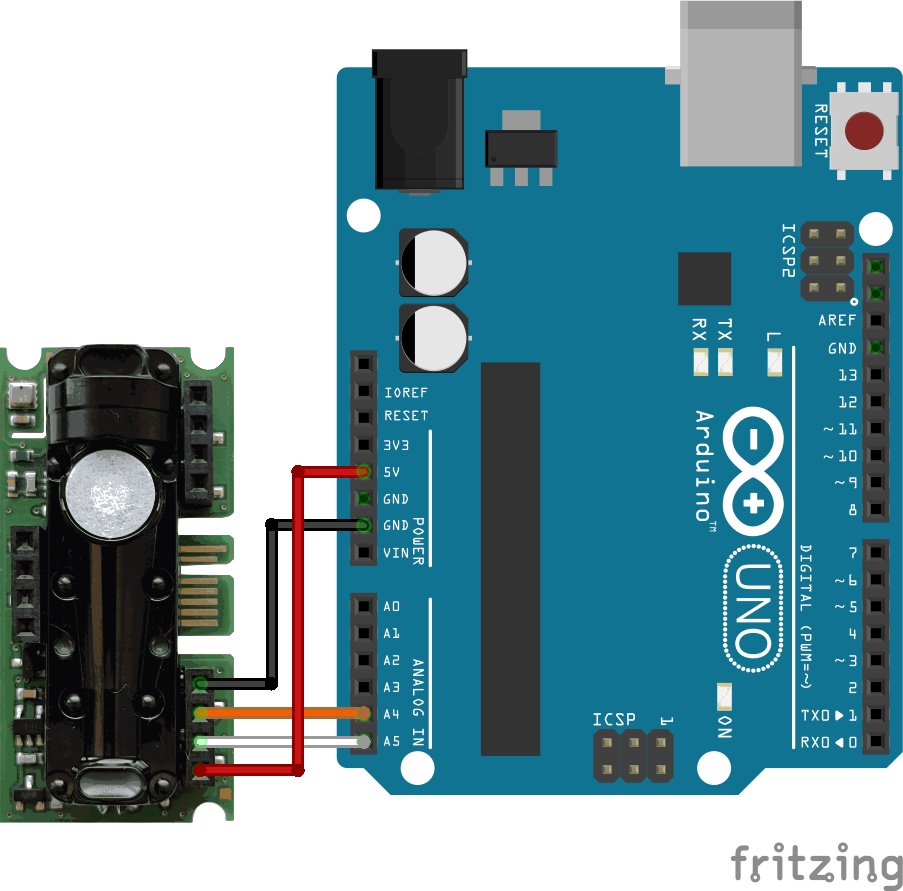 RESET
ICSP2
AREF
GND
13
12
~11
~10
~9
8
RX
TX
L
IOREF
RESET
3V3
5V
GND
GND
VIN
POWER
Arduino™
UNO
DIGITAL (PWM=~)
7
~6
~5
4
~3
2
TX0▶1
RX0◀0
A0
A1
A2
A3
A4
A5
ANALOG IN
ICSP
1
ON
fritzing